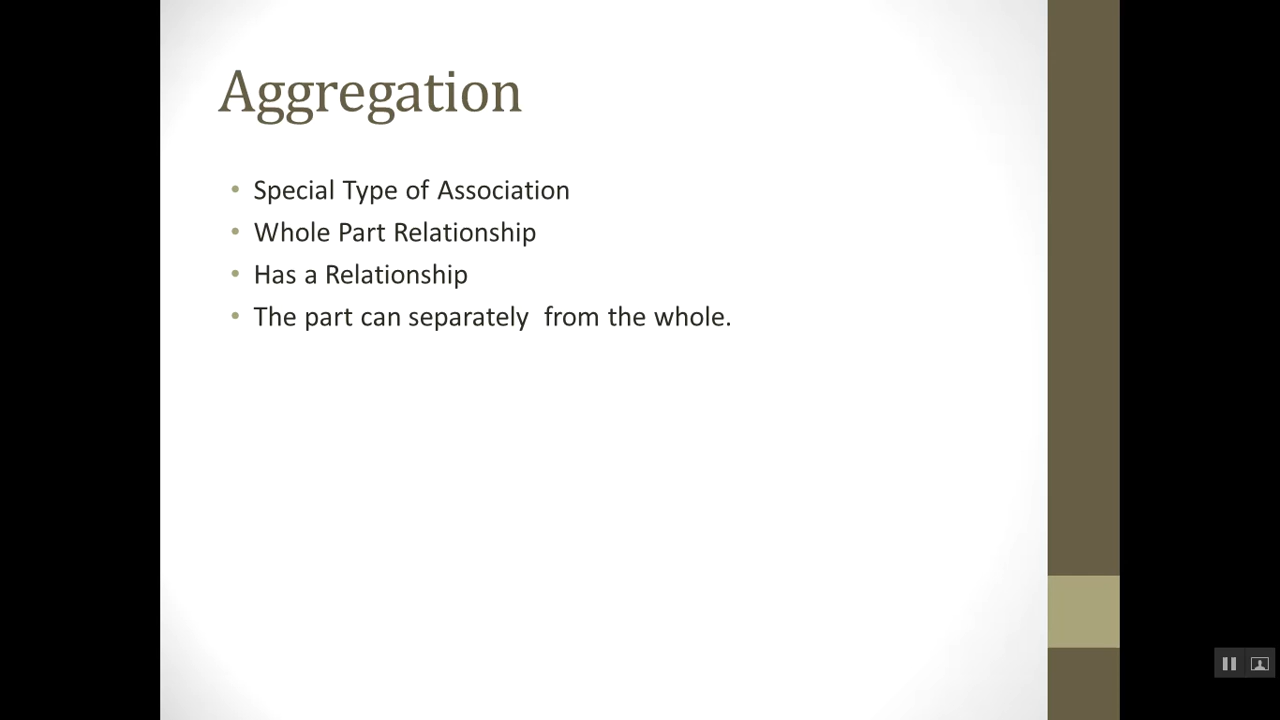 Aggregation
• Special Type of Association
• Whole Part Relationship
• Has a Relationship
• The part can separately  from the whole.